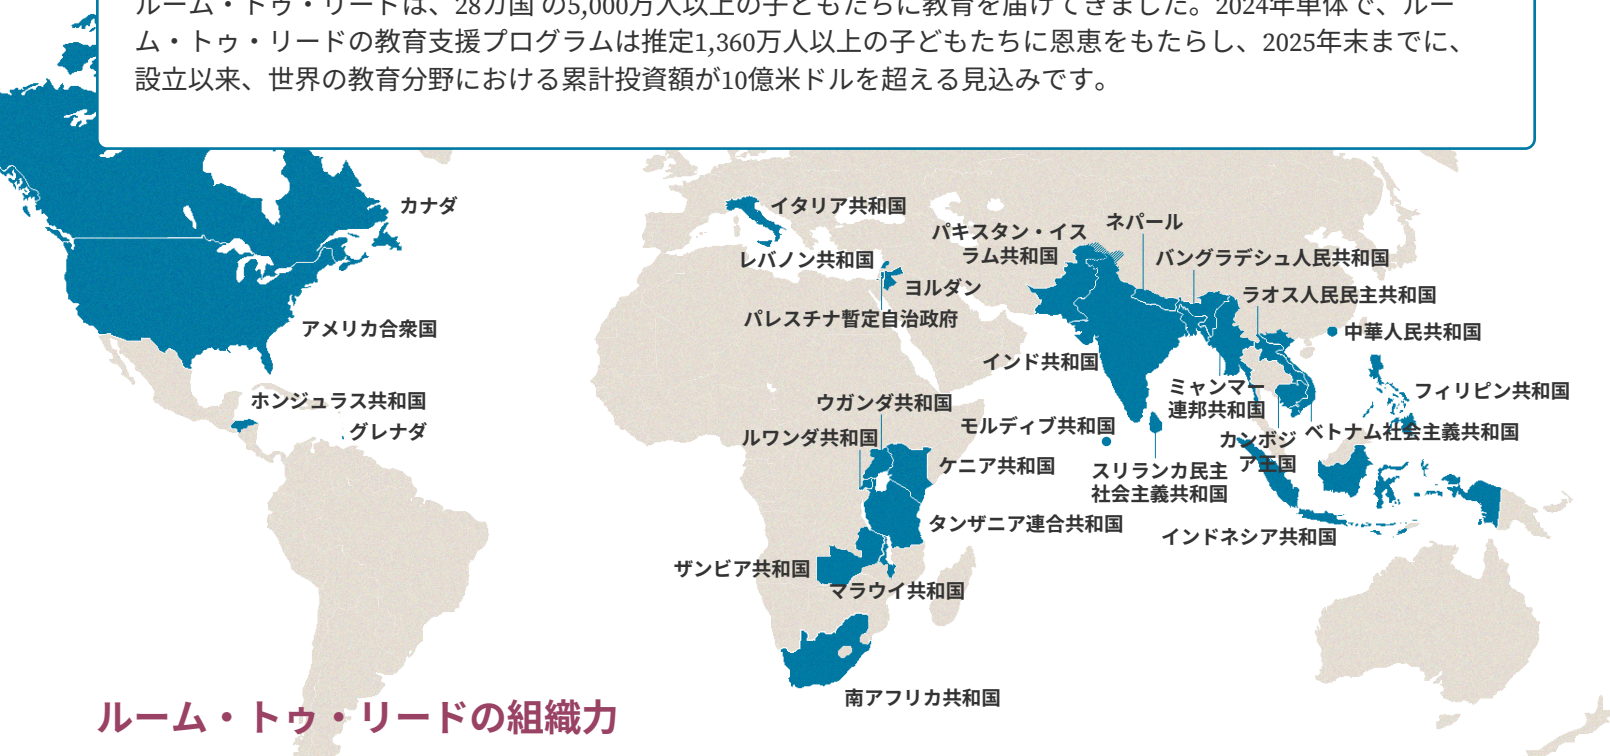 ルーム・トゥ・リードは、28カ国 の5,000万人以上の子どもたちに教育を届けてきました。2024年単体で、ルー
ム・トゥ・リードの教育支援プログラムは推定1,360万人以上の子どもたちに恩恵をもたらし、2025年末までに、
設立以来、世界の教育分野における累計投資額が10億米ドルを超える見込みです。
カナダ
イタリア共和国
パキスタン・イス
ラム共和国
ネパール
レバノン共和国
バングラデシュ人民共和国
ヨルダン
ラオス人民民主共和国
パレスチナ暫定自治政府
アメリカ合衆国
中華人民共和国
インド共和国
ミャンマー
連邦共和国
フィリピン共和国
ホンジュラス共和国
ウガンダ共和国
グレナダ
ルワンダ共和国
モルディブ共和国
カンボジ
ア王国
ベトナム社会主義共和国
ケニア共和国
スリランカ民主
社会主義共和国
タンザニア連合共和国
インドネシア共和国
ザンビア共和国
マラウイ共和国
南アフリカ共和国
ルーム・トゥ・リードの組織力